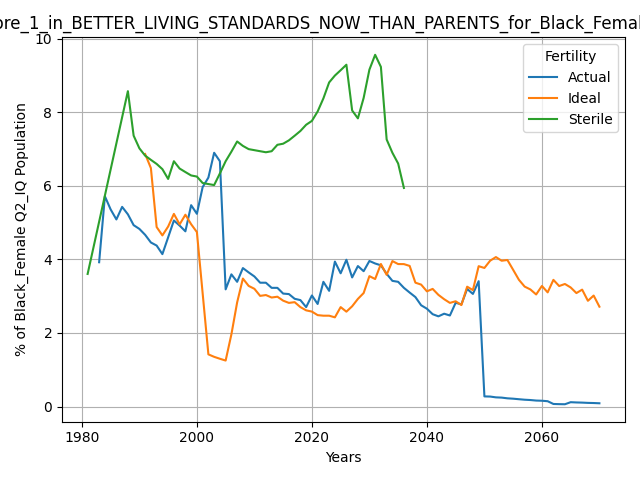 ore_1_in_BETTER_LIVING_STANDARDS_NOW_THAN_PARENTS_for_Black_Femal
Fertility
Actual
Ideal
Sterile
% of Black_Female Q2_IQ Population
10
8
6
4
2
0
1980 2000 2020 2040 2060
Years